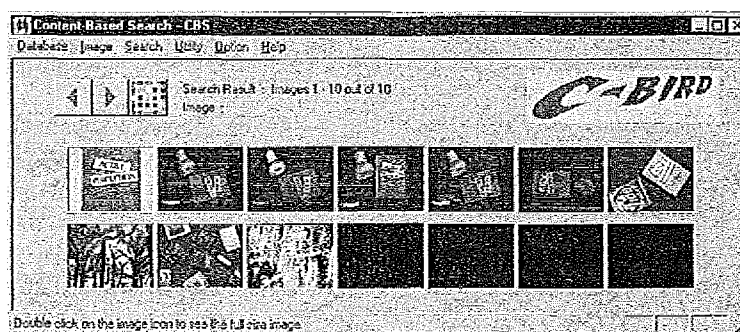 Content-Based Search - CBS
Database Image Search Utility Option Help
Search Result : Images 1 - 10 out of 10
Image :
C-BIRD
Double click on the image icon to see the full size image